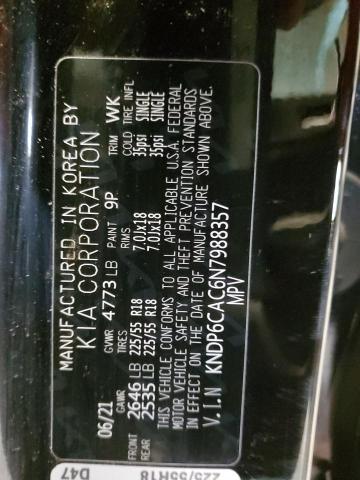 MANUFACTURED IN KOREA BY
KIA CORPORATION
06/21 GVWR 4773 LB PAINT 9P TRIM WK
GAWR TIRES RIMS COLD TIRE INFL
FRONT 2646 LB 225/55 R18 7.0Jx18 35psi SINGLE
REAR 2535 LB 225/55 R18 7.0Jx18 35psi SINGLE
THIS VEHICLE CONFORMS TO ALL APPLICABLE U.S.A. FEDERAL
MOTOR VEHICLE SAFETY AND THEFT PREVENTION STANDARDS
IN EFFECT ON THE DATE OF MANUFACTURE SHOWN ABOVE.
V.I.N KNDP6CAC6N7988357
MPV
D47
225/55R18